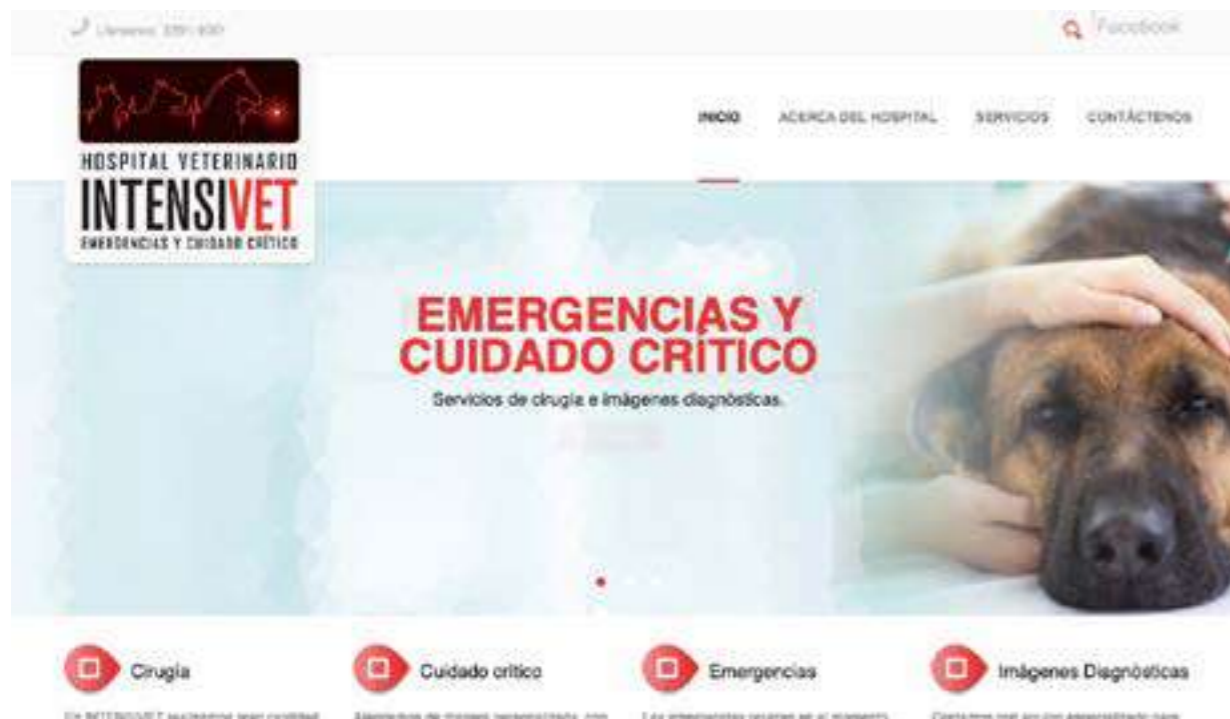 Facebook
HOSPITAL VETERINARIO
INTENSIVET
EMERGENCIAS Y CUIDADO CRÍTICO
INICIO ACERCA DEL HOSPITAL SERVICIOS CONTÁCTENOS
EMERGENCIAS Y
CUIDADO CRÍTICO
Servicios de cirugía e imágenes diagnósticas.
Cirugía Cuidado crítico Emergencias Imágenes Diagnósticas